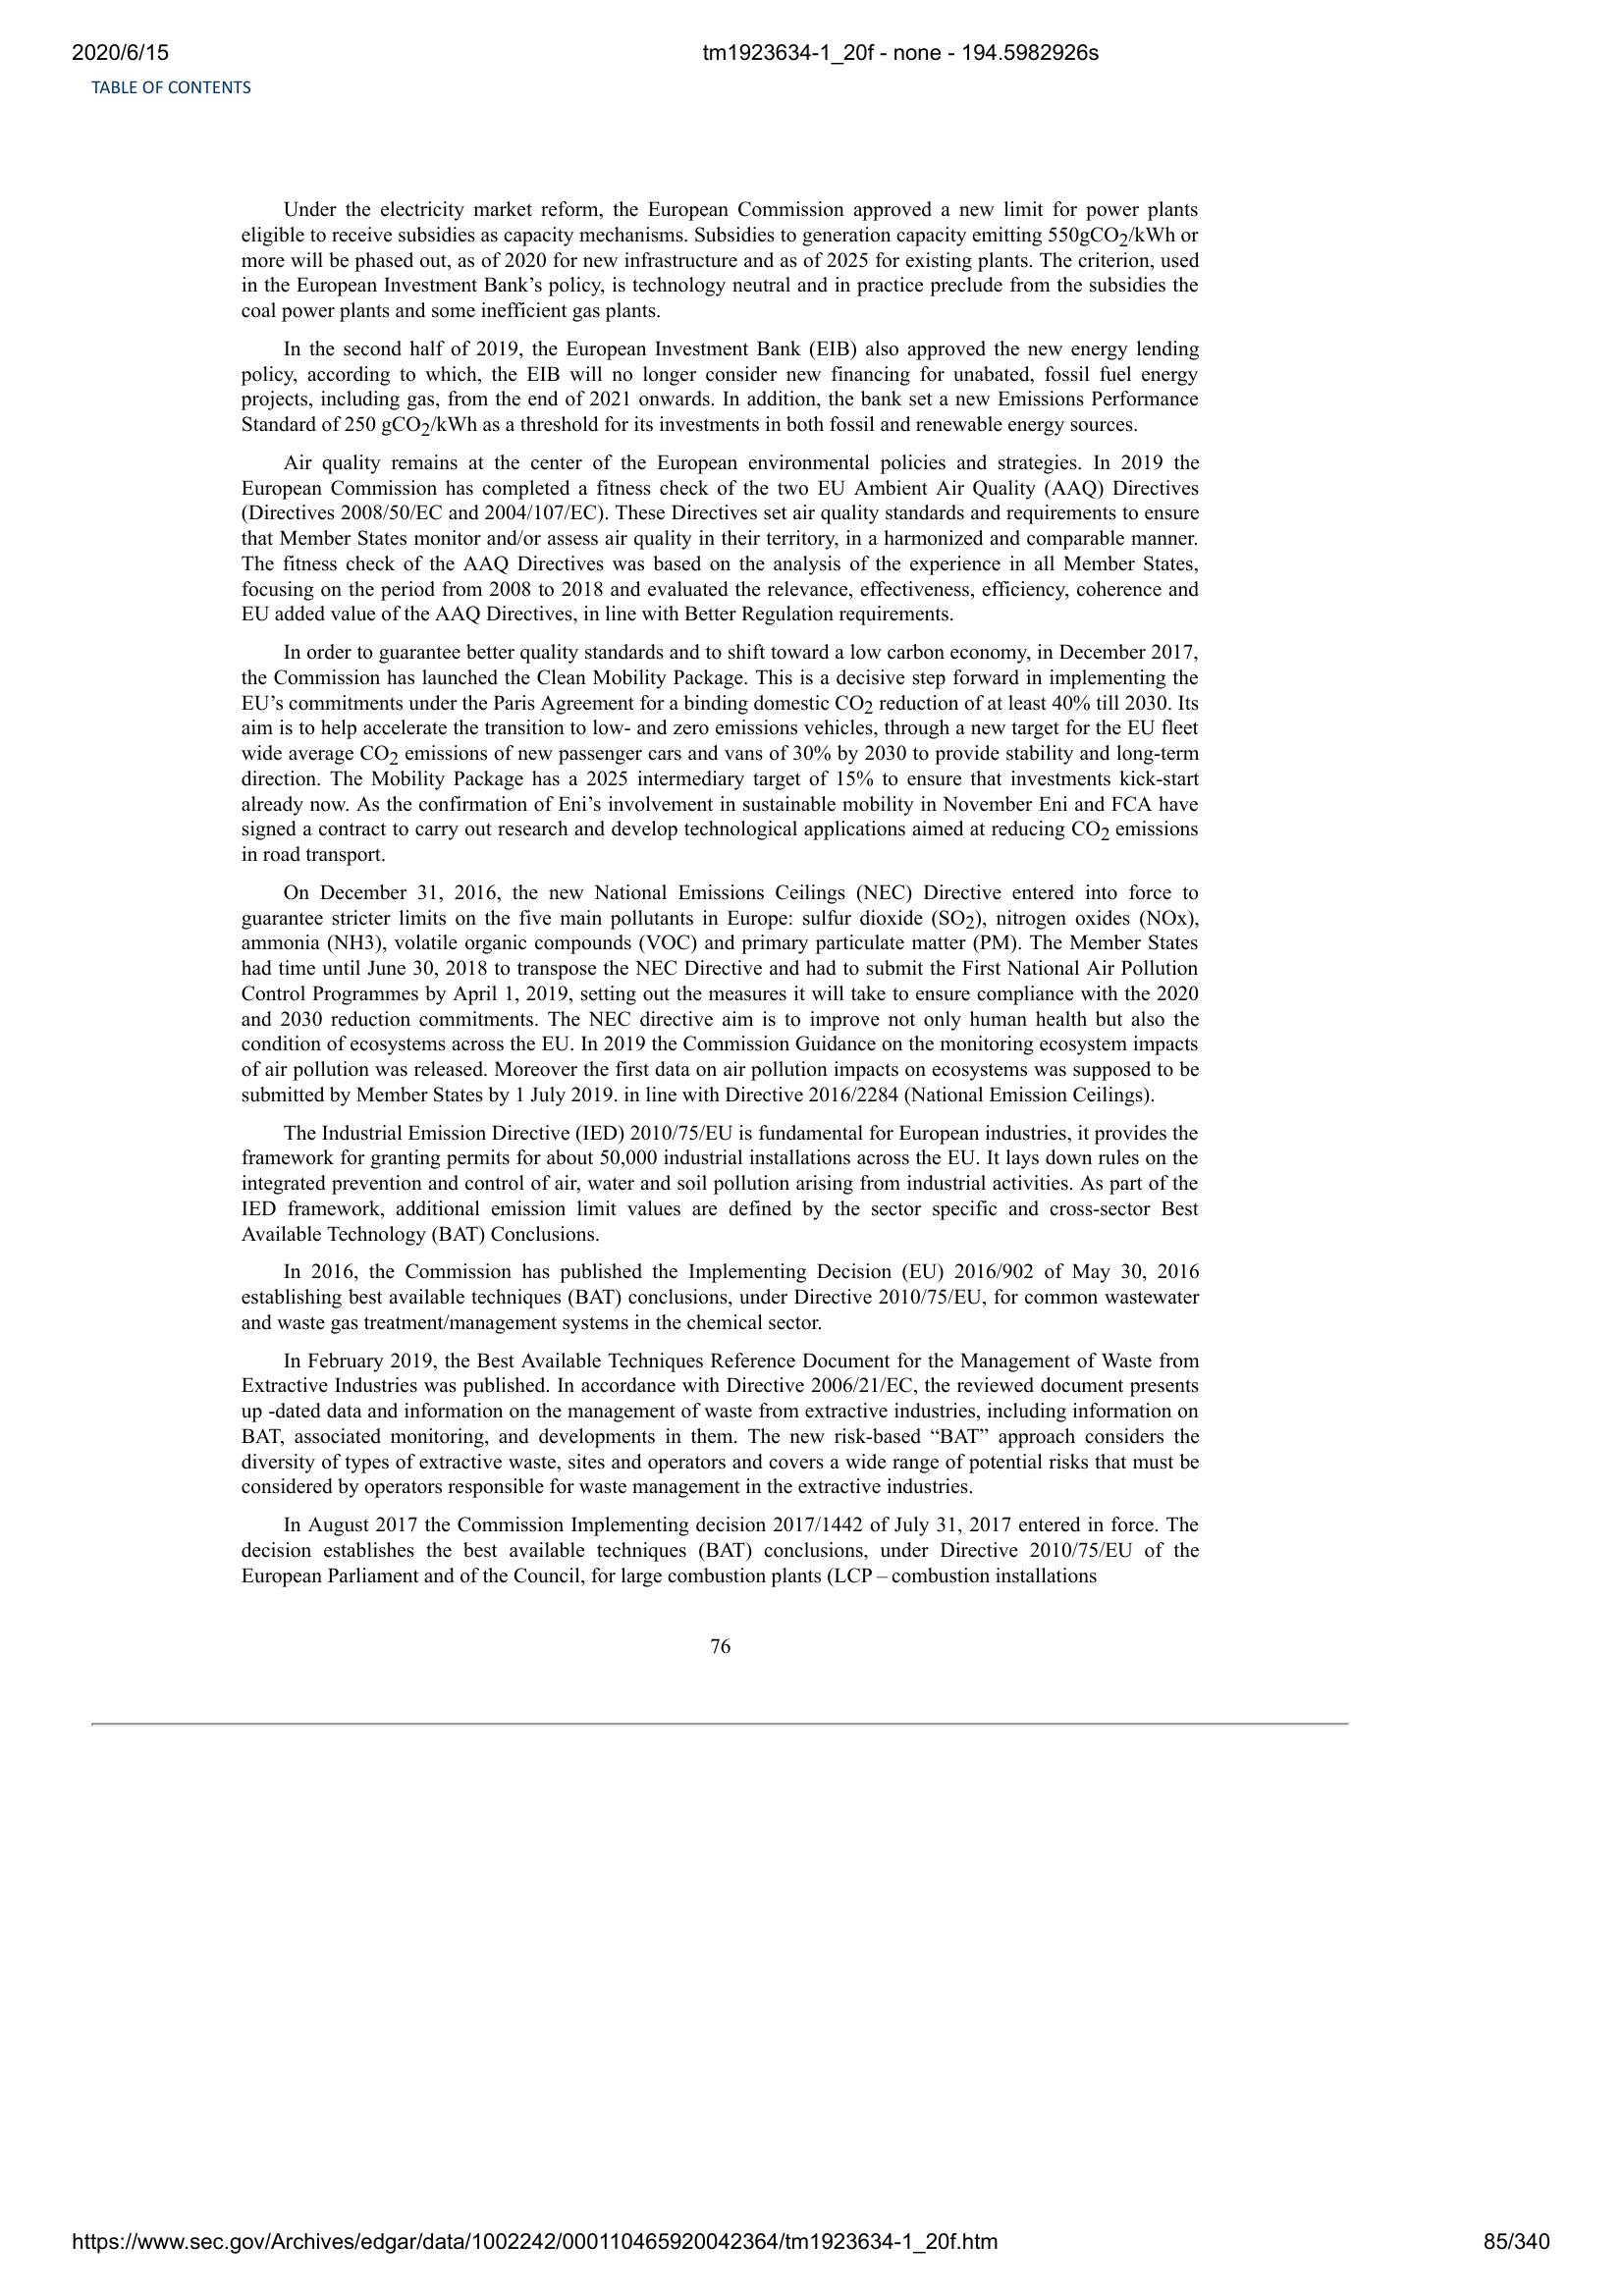 2020/6/15
tm1923634-1_20f - none - 194.5982926s
TABLE OF CONTENTS
Under the electricity market reform, the European Commission approved a new limit for power plants
eligible to receive subsidies as capacity mechanisms. Subsidies to generation capacity emitting 550gCO2/kWh or
more will be phased out, as of 2020 for new infrastructure and as of 2025 for existing plants. The criterion, used
in the European Investment Bank’s policy, is technology neutral and in practice preclude from the subsidies the
coal power plants and some inefficient gas plants.
In the second half of 2019, the European Investment Bank (EIB) also approved the new energy lending
policy, according to which, the EIB will no longer consider new financing for unabated, fossil fuel energy
projects, including gas, from the end of 2021 onwards. In addition, the bank set a new Emissions Performance
Standard of 250 gCO2/kWh as a threshold for its investments in both fossil and renewable energy sources.
Air quality remains at the center of the European environmental policies and strategies. In 2019 the
European Commission has completed a fitness check of the two EU Ambient Air Quality (AAQ) Directives
(Directives 2008/50/EC and 2004/107/EC). These Directives set air quality standards and requirements to ensure
that Member States monitor and/or assess air quality in their territory, in a harmonized and comparable manner.
The fitness check of the AAQ Directives was based on the analysis of the experience in all Member States,
focusing on the period from 2008 to 2018 and evaluated the relevance, effectiveness, efficiency, coherence and
EU added value of the AAQ Directives, in line with Better Regulation requirements.
In order to guarantee better quality standards and to shift toward a low carbon economy, in December 2017,
the Commission has launched the Clean Mobility Package. This is a decisive step forward in implementing the
EU’s commitments under the Paris Agreement for a binding domestic CO2 reduction of at least 40% till 2030. Its
aim is to help accelerate the transition to low- and zero emissions vehicles, through a new target for the EU fleet
wide average CO2 emissions of new passenger cars and vans of 30% by 2030 to provide stability and long-term
direction. The Mobility Package has a 2025 intermediary target of 15% to ensure that investments kick-start
already now. As the confirmation of Eni’s involvement in sustainable mobility in November Eni and FCA have
signed a contract to carry out research and develop technological applications aimed at reducing CO2 emissions
in road transport.
On December 31, 2016, the new National Emissions Ceilings (NEC) Directive entered into force to
guarantee stricter limits on the five main pollutants in Europe: sulfur dioxide (SO2), nitrogen oxides (NOx),
ammonia (NH3), volatile organic compounds (VOC) and primary particulate matter (PM). The Member States
had time until June 30, 2018 to transpose the NEC Directive and had to submit the First National Air Pollution
Control Programmes by April 1, 2019, setting out the measures it will take to ensure compliance with the 2020
and 2030 reduction commitments. The NEC directive aim is to improve not only human health but also the
condition of ecosystems across the EU. In 2019 the Commission Guidance on the monitoring ecosystem impacts
of air pollution was released. Moreover the first data on air pollution impacts on ecosystems was supposed to be
submitted by Member States by 1 July 2019. in line with Directive 2016/2284 (National Emission Ceilings).
The Industrial Emission Directive (IED) 2010/75/EU is fundamental for European industries, it provides the
framework for granting permits for about 50,000 industrial installations across the EU. It lays down rules on the
integrated prevention and control of air, water and soil pollution arising from industrial activities. As part of the
IED framework, additional emission limit values are defined by the sector specific and cross-sector Best
Available Technology (BAT) Conclusions.
In 2016, the Commission has published the Implementing Decision (EU) 2016/902 of May 30, 2016
establishing best available techniques (BAT) conclusions, under Directive 2010/75/EU, for common wastewater
and waste gas treatment/management systems in the chemical sector.
In February 2019, the Best Available Techniques Reference Document for the Management of Waste from
Extractive Industries was published. In accordance with Directive 2006/21/EC, the reviewed document presents
up -dated data and information on the management of waste from extractive industries, including information on
BAT, associated monitoring, and developments in them. The new risk-based “BAT” approach considers the
diversity of types of extractive waste, sites and operators and covers a wide range of potential risks that must be
considered by operators responsible for waste management in the extractive industries.
In August 2017 the Commission Implementing decision 2017/1442 of July 31, 2017 entered in force. The
decision establishes the best available techniques (BAT) conclusions, under Directive 2010/75/EU of the
European Parliament and of the Council, for large combustion plants (LCP – combustion installations
76
https://www.sec.gov/Archives/edgar/data/1002242/000110465920042364/tm1923634-1_20f.htm
85/340